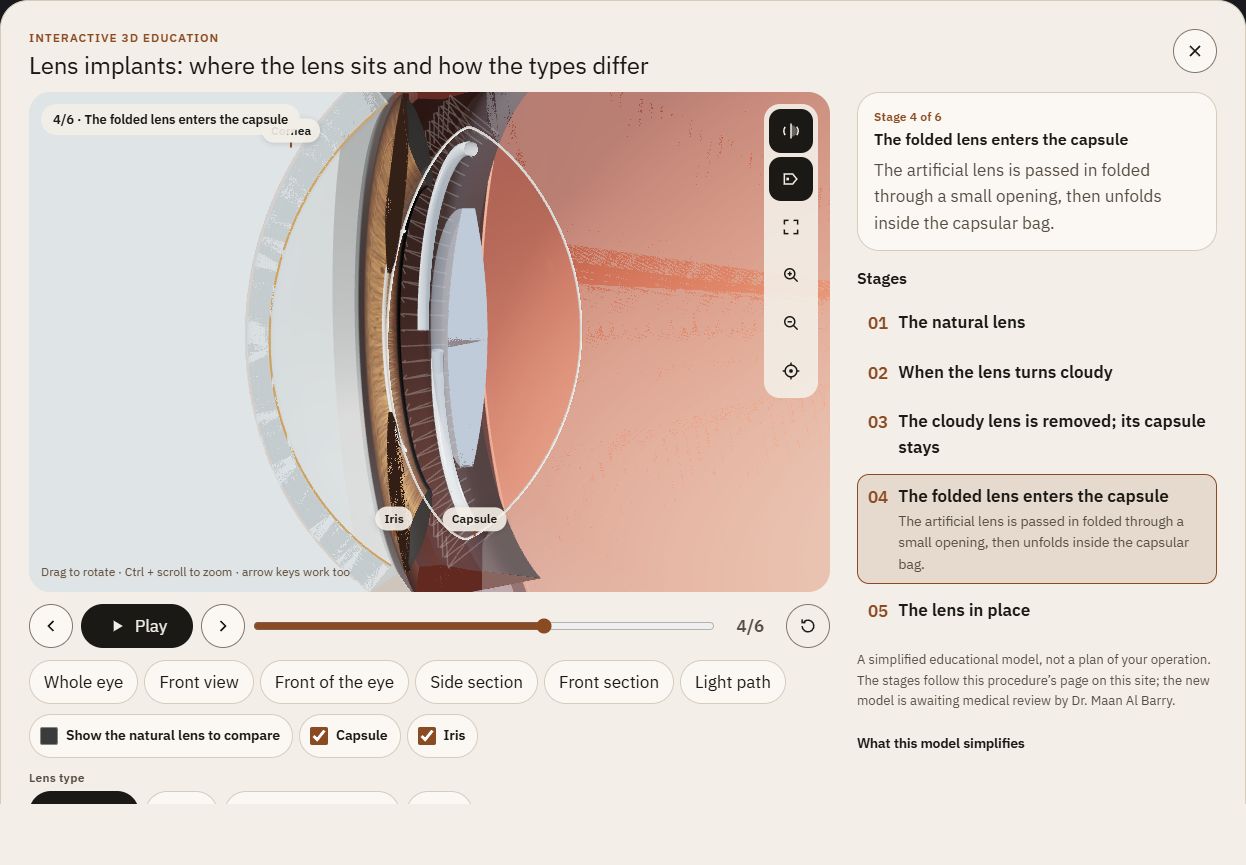 INTERACTIVE 3D EDUCATION
Lens implants: where the lens sits and how the types differ
4/6 · The folded lens enters the capsule
Iris
Capsule
Drag to rotate · Ctrl + scroll to zoom · arrow keys work too
Play
4/6
Whole eye
Front view
Front of the eye
Side section
Front section
Light path
Show the natural lens to compare
Capsule
Iris
Lens type
Stage 4 of 6
The folded lens enters the capsule
The artificial lens is passed in folded
through a small opening, then unfolds
inside the capsular bag.
Stages
01 The natural lens
02 When the lens turns cloudy
03 The cloudy lens is removed; its capsule
stays
04 The folded lens enters the capsule
The artificial lens is passed in folded through a
small opening, then unfolds inside the capsular
bag.
05 The lens in place
A simplified educational model, not a plan of your operation.
The stages follow this procedure’s page on this site; the new
model is awaiting medical review by Dr. Maan Al Barry.
What this model simplifies